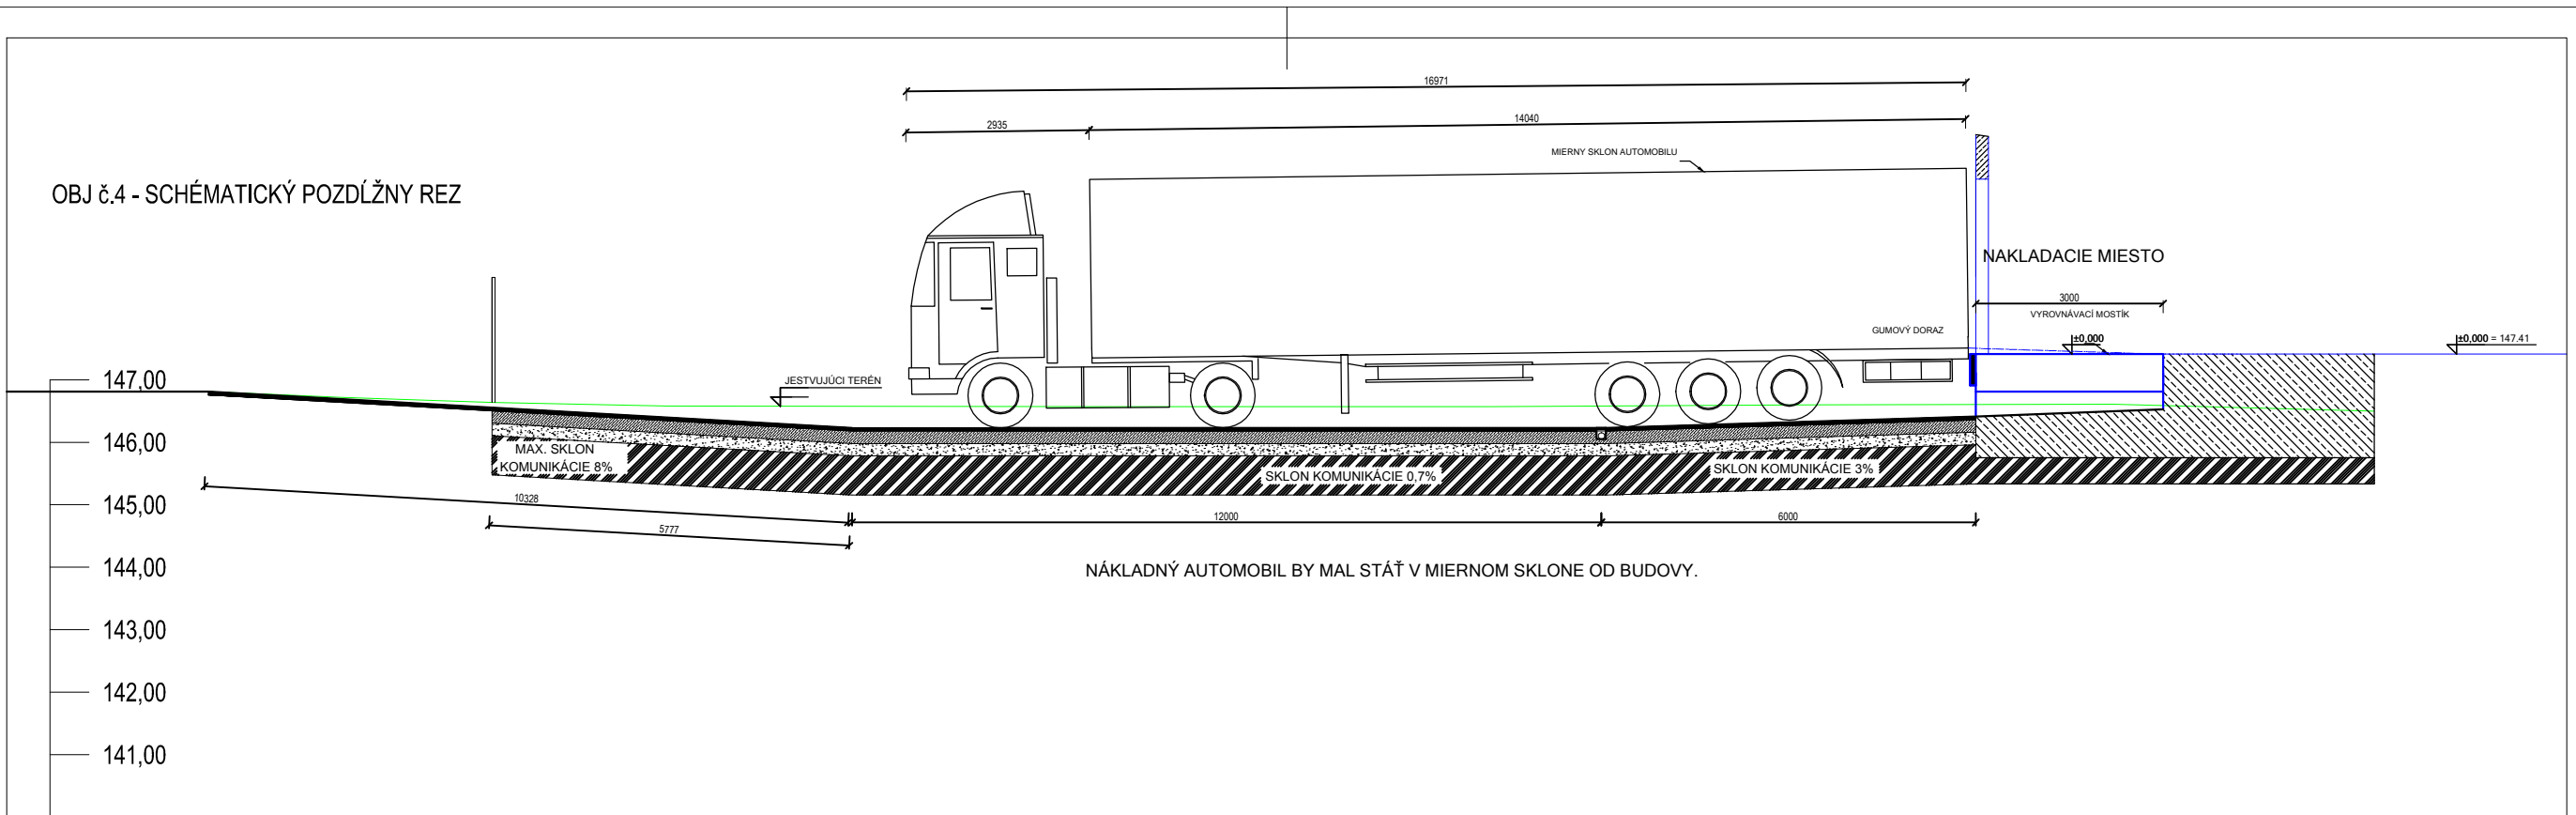 16971
2935
14040
MIERNY SKLON AUTOMOBILU
OBJ č.4 - SCHÉMATICKÝ POZDĹŽNY REZ
NAKLADACIE MIESTO
3000
VYROVNÁVACÍ MOSTÍK
GUMOVÝ DORAZ
±0,000
±0,000 = 147.41
147,00
JESTVUJÚCI TERÉN
146,00
MAX. SKLON
KOMUNIKÁCIE 8%
SKLON KOMUNIKÁCIE 0,7%
SKLON KOMUNIKÁCIE 3%
10328
145,00
5777
12000
6000
144,00
NÁKLADNÝ AUTOMOBIL BY MAL STÁŤ V MIERNOM SKLONE OD BUDOVY.
143,00
142,00
141,00